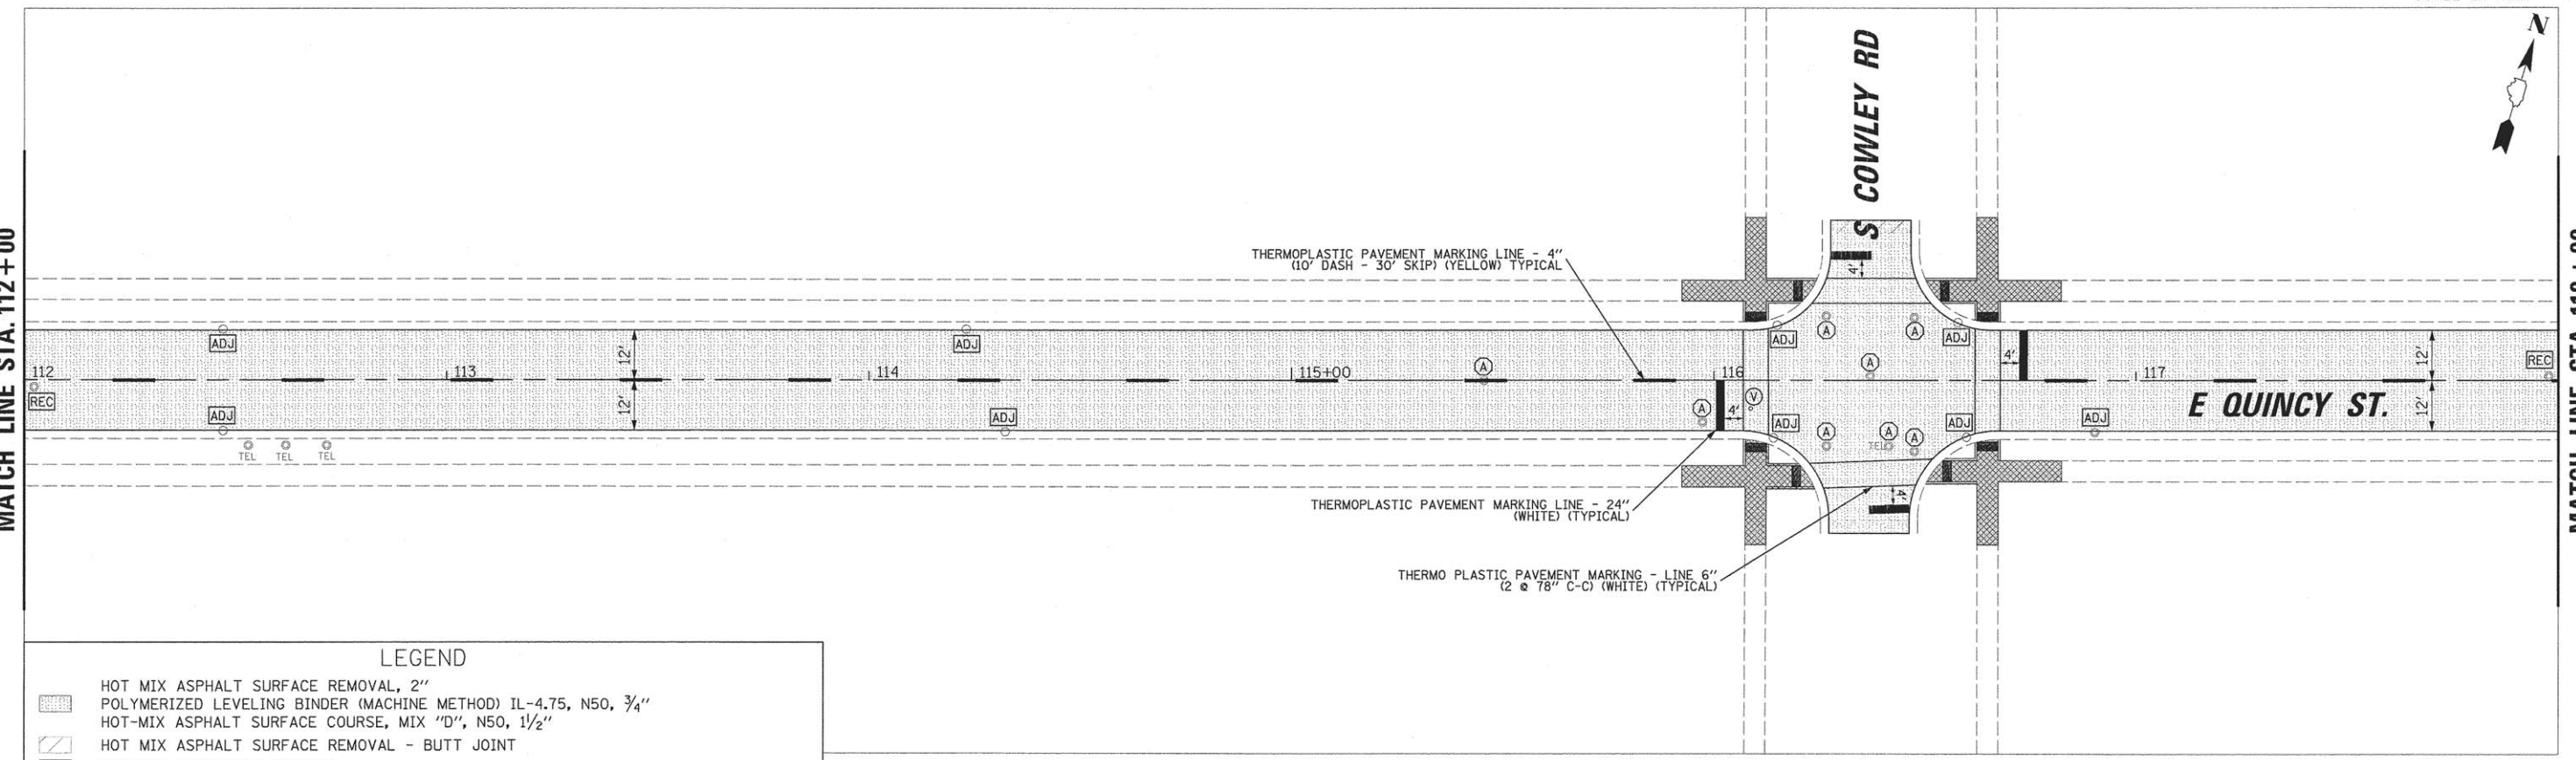 N
S COWLEY RD
MATCH LINE STA. 112+00
THERMOPLASTIC PAVEMENT MARKING LINE - 4"
(10' DASH - 30' SKIP) (YELLOW) TYPICAL
4'
A
A
ADJ
ADJ
ADJ
ADJ
12'
12'
4'
REC
112
113
114
115+00
A
116
A
117
REC
ADJ
ADJ
A
4'
V
ADJ
A
A
A
ADJ
ADJ
E QUINCY ST.
12'
12'
TEL
TEL
TEL
TEL
4'
THERMOPLASTIC PAVEMENT MARKING LINE - 24"
(WHITE) (TYPICAL)
THERMO PLASTIC PAVEMENT MARKING - LINE 6"
(2 @ 78" C-C) (WHITE) (TYPICAL)
LEGEND
HOT MIX ASPHALT SURFACE REMOVAL, 2"
POLYMERIZED LEVELING BINDER (MACHINE METHOD) IL-4.75, N50, 3/4"
HOT-MIX ASPHALT SURFACE COURSE, MIX "D", N50, 1 1/2"
HOT MIX ASPHALT SURFACE REMOVAL - BUTT JOINT